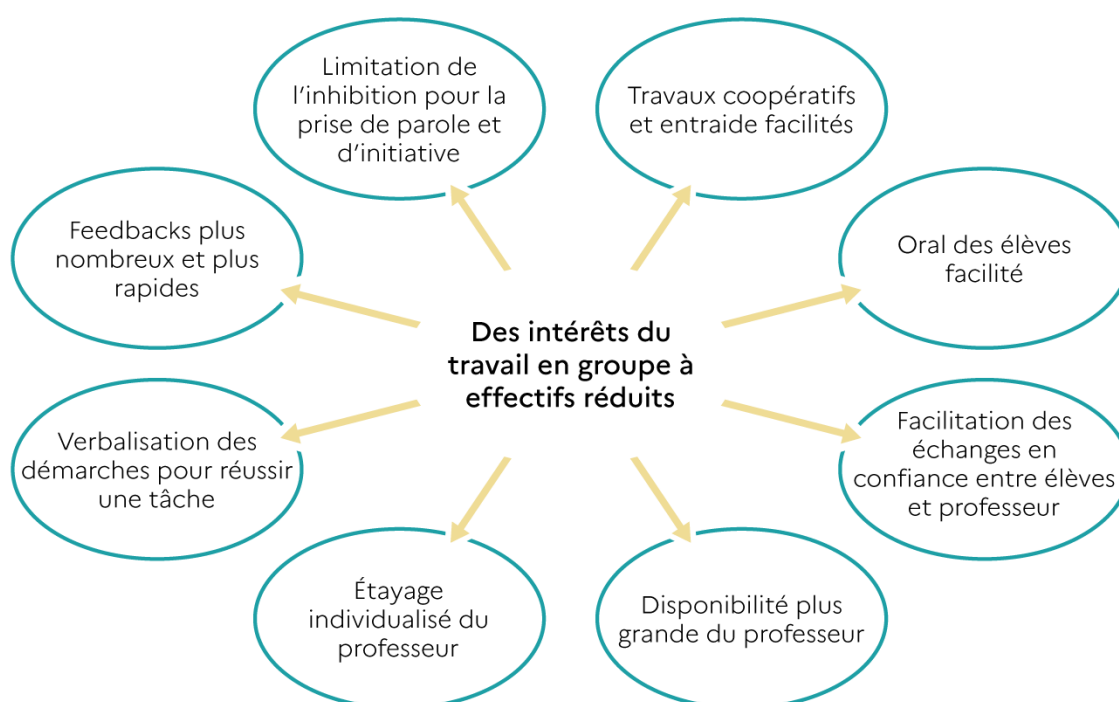 Limitation de
l'inhibition pour la
prise de parole et
d'initiative
Travaux coopératifs
et entraide facilités
Feedbacks plus
nombreux et plus
rapides
Oral des élèves
facilité
Des intérêts du
travail en groupe à
effectifs réduits
Verbalisation des
démarches pour réussir
une tâche
Facilitation des
échanges en
confiance entre élèves
et professeur
Étayage
individualisé du
professeur
Disponibilité plus
grande du professeur